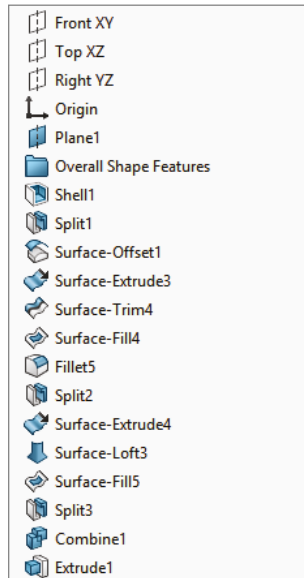 Front XY
Top XZ
Right YZ
Origin
Plane1
Overall Shape Features
Shell1
Split1
Surface-Offset1
Surface-Extrude3
Surface-Trim4
Surface-Fill4
Fillet5
Split2
Surface-Extrude4
Surface-Loft3
Surface-Fill5
Split3
Combine1
Extrude1